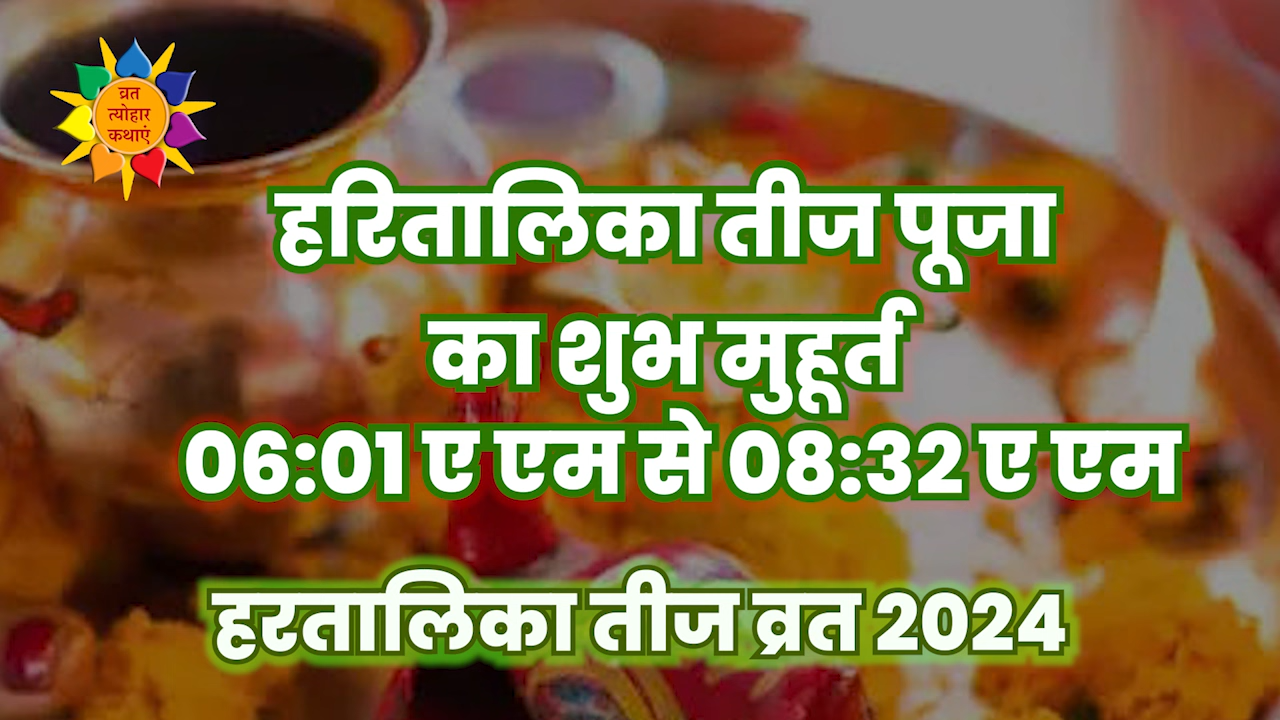 व्रत
त्योहार
कथाएं
हरितालिका तीज पूजा
का शुभ मुहूर्त
06:01 ए एम से 08:32 ए एम
हरतालिका तीज व्रत 2024